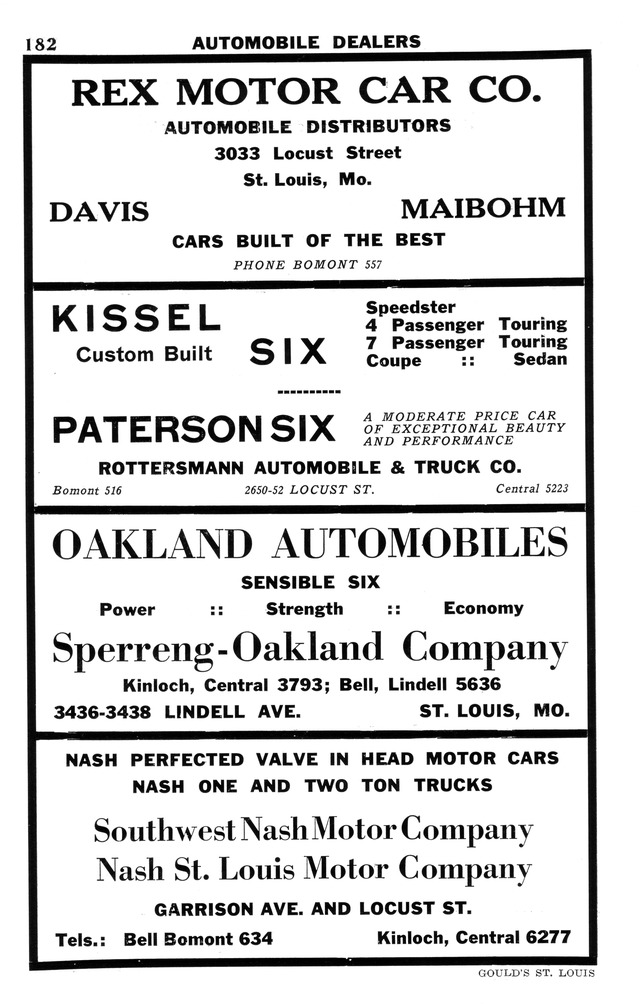 182
AUTOMOBILE DEALERS
REX MOTOR CAR CO.
AUTOMOBILE DISTRIBUTORS
3033 Locust Street
St. Louis, Mo.
DAVIS MAIBOHM
CARS BUILT OF THE BEST
PHONE BOMONT 557
KISSEL
Custom Built SIX
Speedster
4 Passenger Touring
7 Passenger Touring
Coupe :: Sedan
----------
PATERSON SIX
A MODERATE PRICE CAR
OF EXCEPTIONAL BEAUTY
AND PERFORMANCE
ROTTERSMANN AUTOMOBILE & TRUCK CO.
Bomont 516 2650-52 LOCUST ST. Central 5223
OAKLAND AUTOMOBILES
SENSIBLE SIX
Power :: Strength :: Economy
Sperreng-Oakland Company
Kinloch, Central 3793; Bell, Lindell 5636
3436-3438 LINDELL AVE. ST. LOUIS, MO.
NASH PERFECTED VALVE IN HEAD MOTOR CARS
NASH ONE AND TWO TON TRUCKS
Southwest Nash Motor Company
Nash St. Louis Motor Company
GARRISON AVE. AND LOCUST ST.
Tels.: Bell Bomont 634 Kinloch, Central 6277
GOULD'S ST. LOUIS